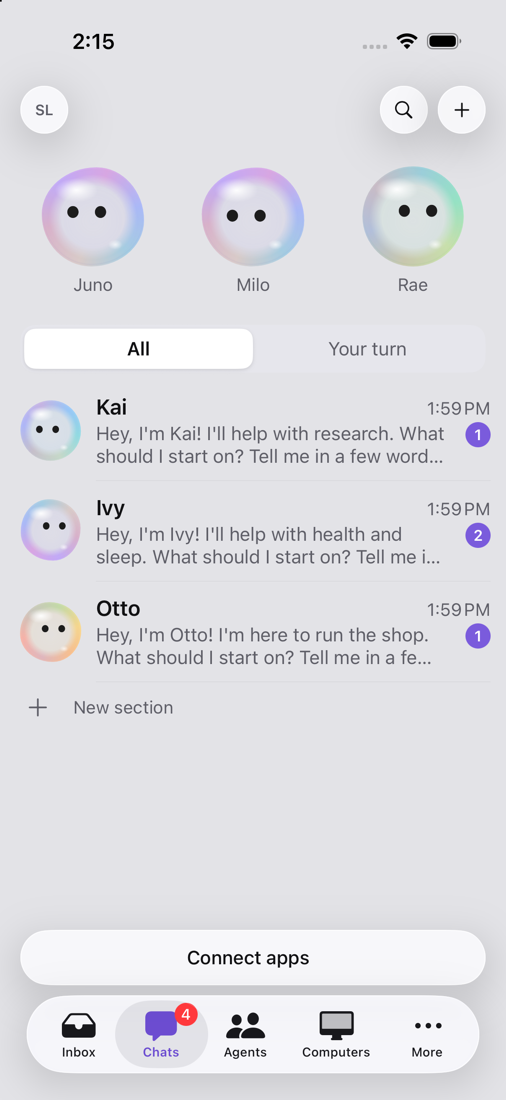 2:15
SL
Juno
Milo
Rae
All
Your turn
Kai
1:59 PM
Hey, I'm Kai! I'll help with research. What
1
should I start on? Tell me in a few word...
Ivy
1:59 PM
Hey, I'm Ivy! I'll help with health and
2
sleep. What should I start on? Tell me i...
Otto
1:59 PM
Hey, I'm Otto! I'm here to run the shop.
1
What should I start on? Tell me in a fe...
New section
Connect apps
4
Inbox
Chats
Agents
Computers
More